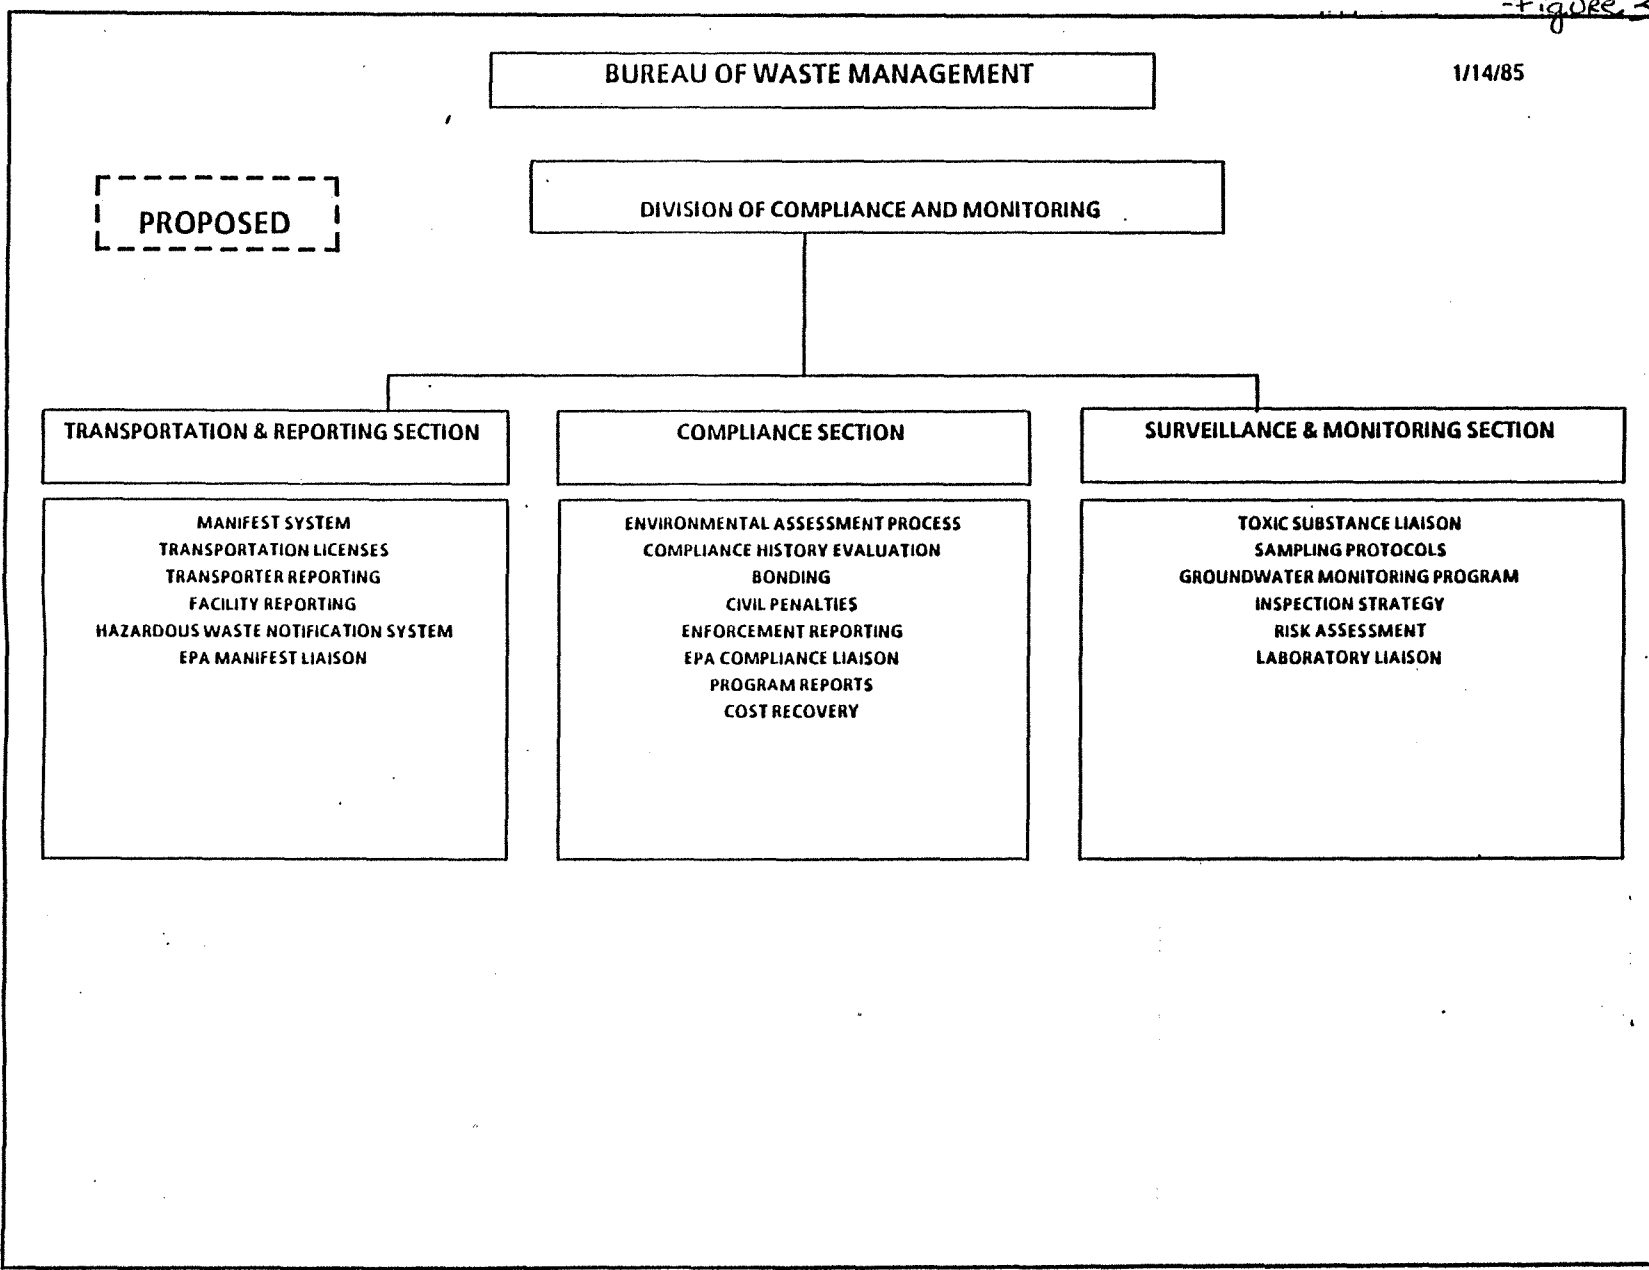 Figure
BUREAU OF WASTE MANAGEMENT
1/14/85
PROPOSED
DIVISION OF COMPLIANCE AND MONITORING
TRANSPORTATION & REPORTING SECTION
MANIFEST SYSTEM
TRANSPORTATION LICENSES
TRANSPORTER REPORTING
FACILITY REPORTING
HAZARDOUS WASTE NOTIFICATION SYSTEM
EPA MANIFEST LIAISON
COMPLIANCE SECTION
ENVIRONMENTAL ASSESSMENT PROCESS
COMPLIANCE HISTORY EVALUATION
BONDING
CIVIL PENALTIES
ENFORCEMENT REPORTING
EPA COMPLIANCE LIAISON
PROGRAM REPORTS
COST RECOVERY
SURVEILLANCE & MONITORING SECTION
TOXIC SUBSTANCE LIAISON
SAMPLING PROTOCOLS
GROUNDWATER MONITORING PROGRAM
INSPECTION STRATEGY
RISK ASSESSMENT
LABORATORY LIAISON